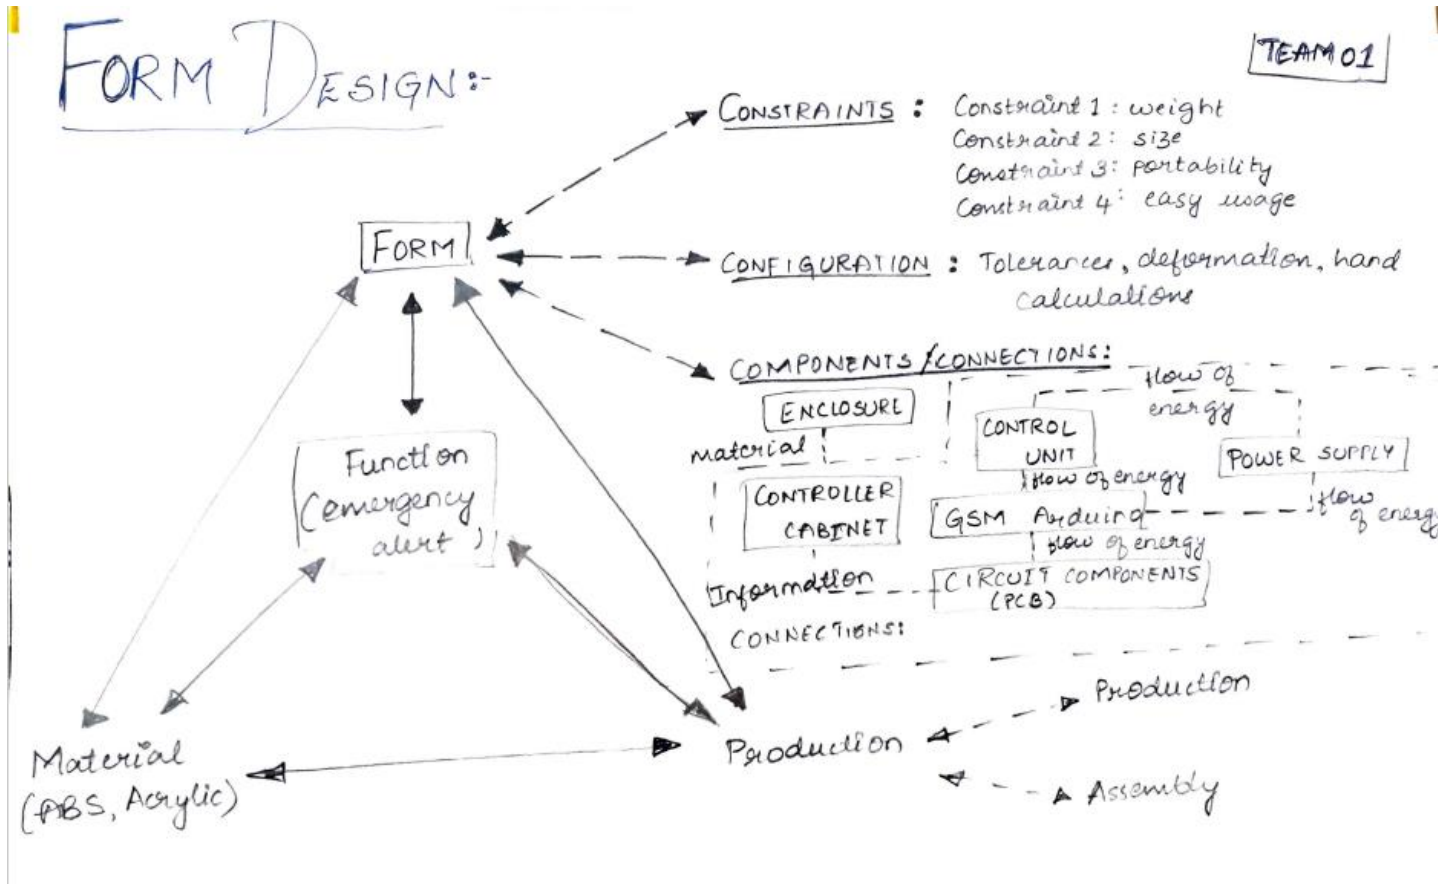 FORM DESIGN:-
TEAM 01
CONSTRAINTS : Constraint 1 : weight
Constraint 2 : size
Constraint 3 : portability
Constraint 4 : easy usage
FORM
CONFIGURATION : Tolerances, deformation, hand
calculations
COMPONENTS / CONNECTIONS:
flow of
energy
ENCLOSURE
CONTROL
UNIT
POWER SUPPLY
material
Function
(emergency
alert)
flow of energy
CONTROLLER
CABINET
GSM Arduino
flow
of energy
flow of energy
Information
CIRCUIT COMPONENTS
(PCB)
CONNECTIONS:
Production
Production
Assembly
Material
(ABS, Acrylic)